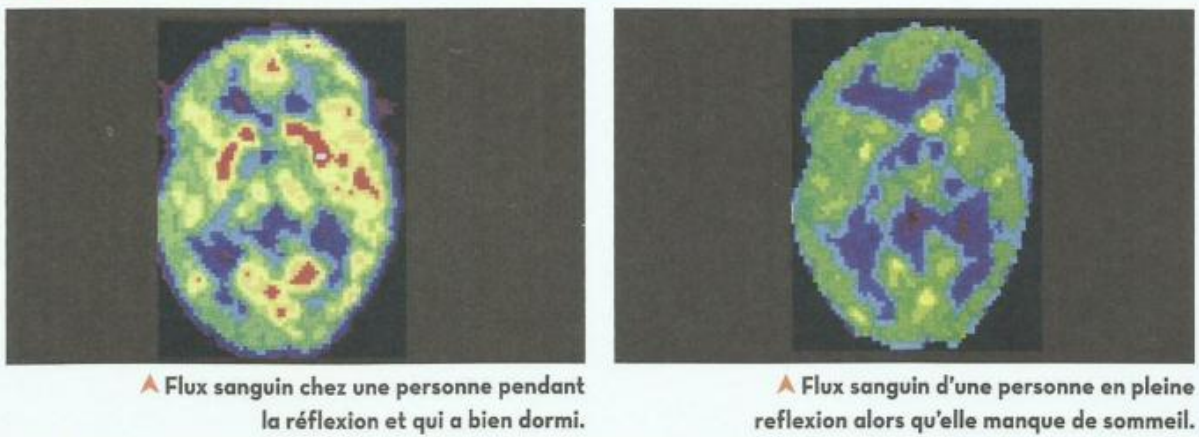 Flux sanguin chez une personne pendant
la réflexion et qui a bien dormi.
Flux sanguin d'une personne en pleine
reflexion alors qu'elle manque de sommeil.